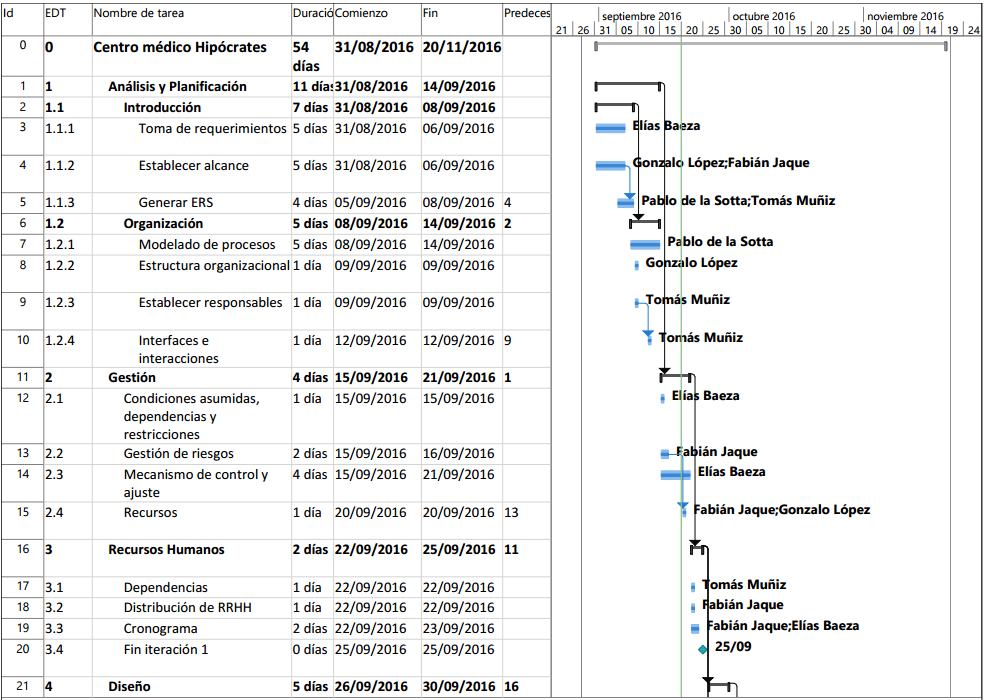 Id EDT Nombre de tarea Duració Comienzo Fin Predeces
septiembre 2016 octubre 2016 noviembre 2016
21 26 31 05 10 15 20 25 30 05 10 15 20 25 30 04 09 14 19 24
0 0 Centro médico Hipócrates 54 31/08/2016 20/11/2016
días
1 1 Análisis y Planificación 11 días 31/08/2016 14/09/2016
2 1.1 Introducción 7 días 31/08/2016 08/09/2016
3 1.1.1 Toma de requerimientos 5 días 31/08/2016 06/09/2016 Elías Baeza
4 1.1.2 Establecer alcance 5 días 31/08/2016 06/09/2016 Gonzalo López;Fabián Jaque
5 1.1.3 Generar ERS 4 días 05/09/2016 08/09/2016 4 Pablo de la Sotta;Tomás Muñiz
6 1.2 Organización 5 días 08/09/2016 14/09/2016 2
7 1.2.1 Modelado de procesos 5 días 08/09/2016 14/09/2016 Pablo de la Sotta
8 1.2.2 Estructura organizacional 1 día 09/09/2016 09/09/2016 Gonzalo López
9 1.2.3 Establecer responsables 1 día 09/09/2016 09/09/2016 Tomás Muñiz
10 1.2.4 Interfaces e 1 día 12/09/2016 12/09/2016 9 Tomás Muñiz
interacciones
11 2 Gestión 4 días 15/09/2016 21/09/2016 1
12 2.1 Condiciones asumidas, 1 día 15/09/2016 15/09/2016 Elías Baeza
dependencias y
restricciones
13 2.2 Gestión de riesgos 2 días 15/09/2016 16/09/2016 Fabián Jaque
14 2.3 Mecanismo de control y 4 días 15/09/2016 21/09/2016 Elías Baeza
ajuste
15 2.4 Recursos 1 día 20/09/2016 20/09/2016 13 Fabián Jaque;Gonzalo López
16 3 Recursos Humanos 2 días 22/09/2016 25/09/2016 11
17 3.1 Dependencias 1 día 22/09/2016 22/09/2016 Tomás Muñiz
18 3.2 Distribución de RRHH 1 día 22/09/2016 22/09/2016 Fabián Jaque
19 3.3 Cronograma 2 días 22/09/2016 23/09/2016 Fabián Jaque;Elías Baeza
20 3.4 Fin iteración 1 0 días 25/09/2016 25/09/2016 25/09
21 4 Diseño 5 días 26/09/2016 30/09/2016 16